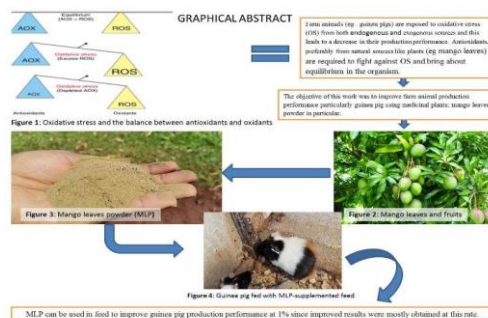 GRAPHICAL ABSTRACT
Equilibrium
(AOX = ROS)
AOX
ROS
Oxidative stress
(Excess ROS)
AOX
ROS
Oxidative stress
(Depleted AOX)
AOX
ROS
Antioxidants
Oxidants
Figure 1: Oxidative stress and the balance between antioxidants and oxidants
Farm animals (eg . guinea pigs) are exposed to oxidative stress
(OS) from both endogenous and exogenous sources and this
leads to a decrease in their production performance. Antioxidants,
preferably from natural sources like plants (eg mango leaves)
are required to fight against OS and bring about
equilibrium in the organism.
The objective of this work was to improve farm animal production
performance particularly guinea pig using medicinal plants; mango leaves
powder in particular.
Figure 3: Mango leaves powder (MLP)
Figure 2: Mango leaves and fruits
Figure 4: Guinea pig fed with MLP-supplemented feed
MLP can be used in feed to improve guinea pig production performance at 1% since improved results were mostly obtained at this rate.